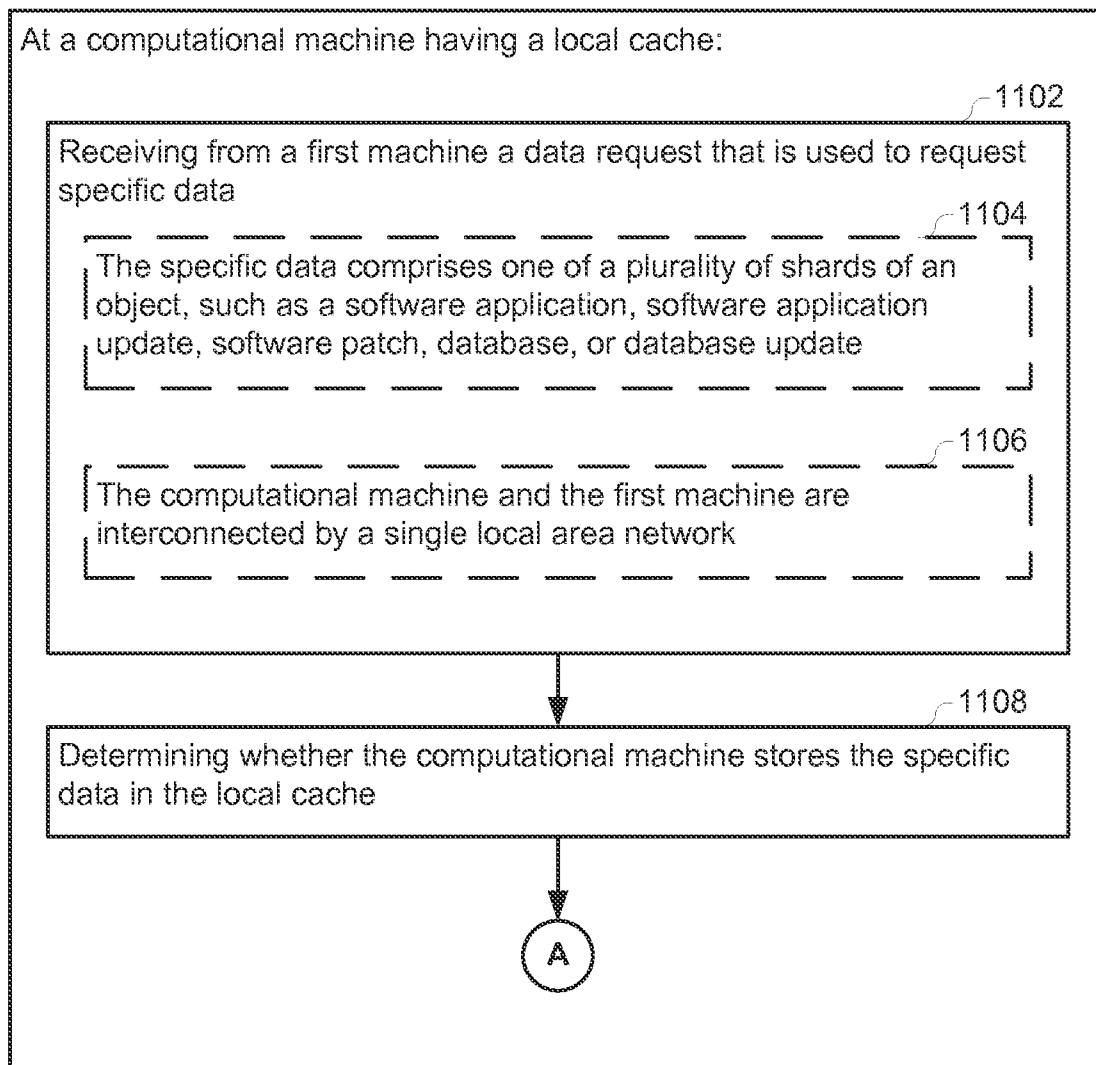 At a computational machine having a local cache:
1102
Receiving from a first machine a data request that is used to request
specific data
1104
The specific data comprises one of a plurality of shards of an
object, such as a software application, software application
update, software patch, database, or database update
1106
The computational machine and the first machine are
interconnected by a single local area network
1108
Determining whether the computational machine stores the specific
data in the local cache
A